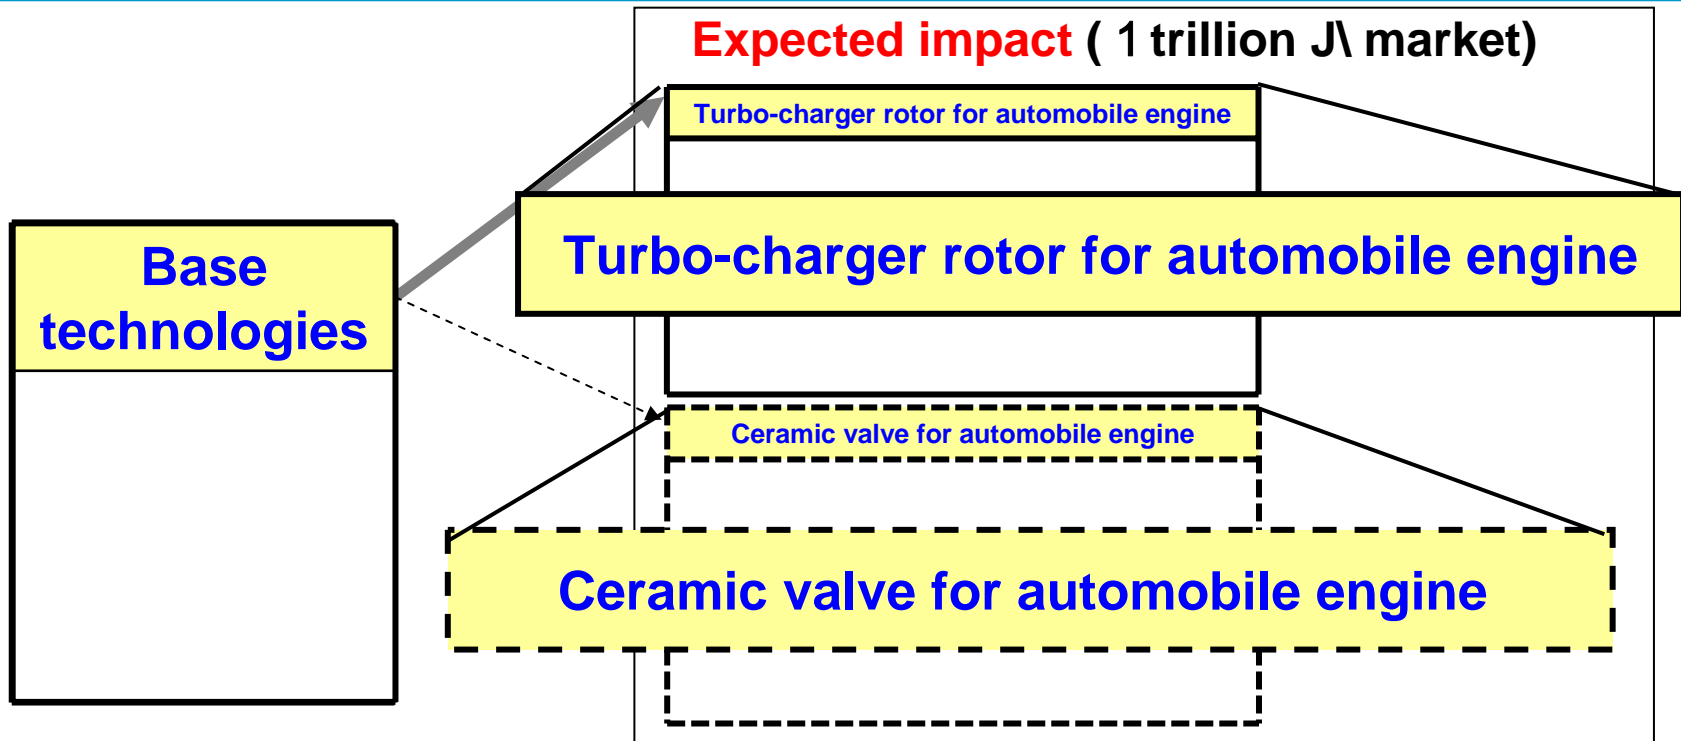 Expected impact ( 1 trillion J\ market)
Turbo-charger rotor for automobile engine
Turbo-charger rotor for automobile engine
Base
technologies
Ceramic valve for automobile engine
Ceramic valve for automobile engine